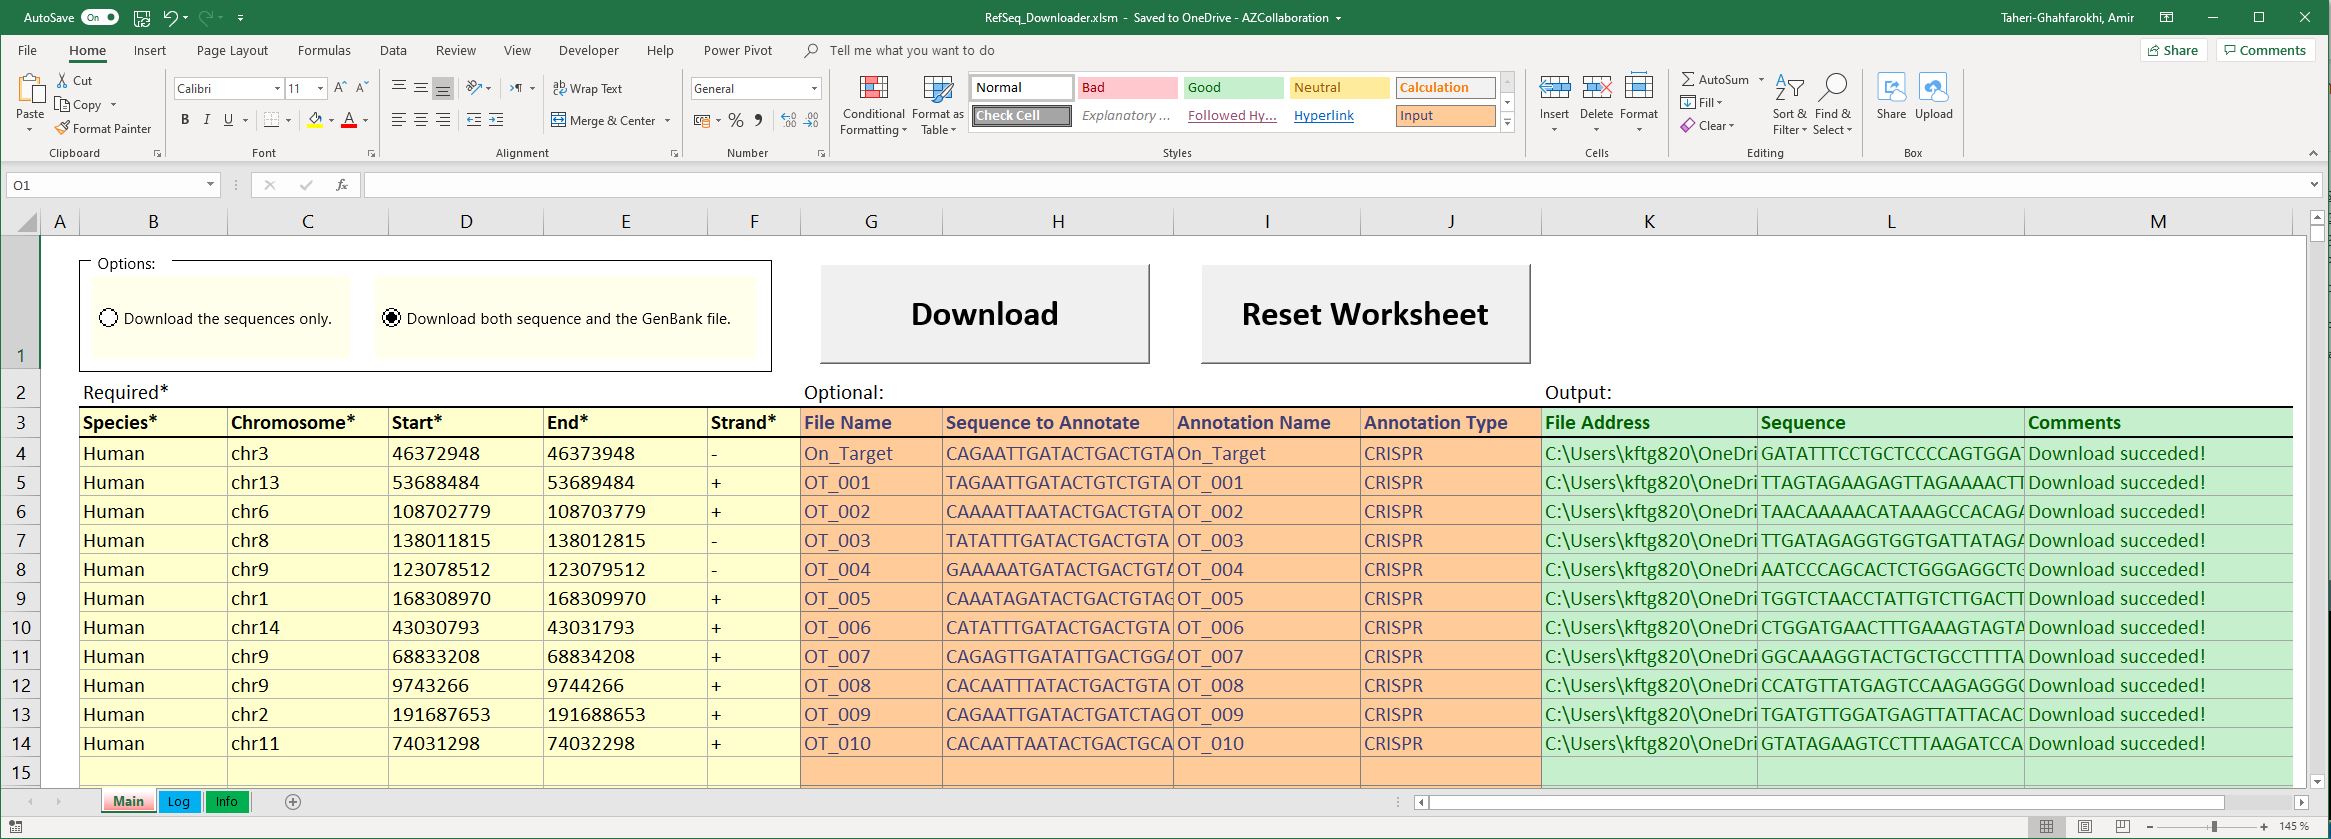 AutoSave On RefSeq_Downloader.xlsm - Saved to OneDrive - AZCollaboration Taheri-Ghahfarokhi, Amir
File Home Insert Page Layout Formulas Data Review View Developer Help Power Pivot Tell me what you want to do Share Comments
Paste Cut Copy Format Painter
Clipboard
Calibri 11
B I U A
Font
Wrap Text
Merge & Center
Alignment
General
%
Number
Conditional Formatting
Format as Table
Normal Bad Good Neutral Calculation
Check Cell Explanatory ... Followed Hy... Hyperlink Input
Styles
Insert Delete Format
Cells
AutoSum
Fill
Clear
Sort & Filter
Find & Select
Editing
Share Upload
Box
O1 fx
A B C D E F G H I J K L M
1 Options:
Download the sequences only. Download both sequence and the GenBank file. Download Reset Worksheet
2 Required* Optional: Output:
3 Species* Chromosome* Start* End* Strand* File Name Sequence to Annotate Annotation Name Annotation Type File Address Sequence Comments
4 Human chr3 46372948 46373948 - On_Target CAGAATTGATACTGACTGTA On_Target CRISPR C:\Users\kftg820\OneDri GATATTTCCTGCTCCCCAGTGGAT Download succeded!
5 Human chr13 53688484 53689484 + OT_001 TAGAATTGATACTGTCTGTA OT_001 CRISPR C:\Users\kftg820\OneDri TTAGTAGAAGAGTTAGAAAACTT Download succeded!
6 Human chr6 108702779 108703779 + OT_002 CAAAATTAATACTGACTGTA OT_002 CRISPR C:\Users\kftg820\OneDri TAACAAAAACATAAAGCCACAGA Download succeded!
7 Human chr8 138011815 138012815 - OT_003 TATATTTGATACTGACTGTA OT_003 CRISPR C:\Users\kftg820\OneDri TTGATAGAGGTGGTGATTATAGA Download succeded!
8 Human chr9 123078512 123079512 - OT_004 GAAAAATGATACTGACTGTA OT_004 CRISPR C:\Users\kftg820\OneDri AATCCCAGCACTCTGGGAGGCTG Download succeded!
9 Human chr1 168308970 168309970 + OT_005 CAAATAGATACTGACTGTAG OT_005 CRISPR C:\Users\kftg820\OneDri TGGTCTAACCTATTGTCTTGACTT Download succeded!
10 Human chr14 43030793 43031793 + OT_006 CATATTTGATACTGACTGTA OT_006 CRISPR C:\Users\kftg820\OneDri CTGGATGAACTTTGAAAGTAGTA Download succeded!
11 Human chr9 68833208 68834208 + OT_007 CAGAGTTGATATTGACTGGA OT_007 CRISPR C:\Users\kftg820\OneDri GGCAAAGGTACTGCTGCCTTTTA Download succeded!
12 Human chr9 9743266 9744266 + OT_008 CACAATTTATACTGACTGTA OT_008 CRISPR C:\Users\kftg820\OneDri CCATGTTATGAGTCCAAGAGGGG Download succeded!
13 Human chr2 191687653 191688653 + OT_009 CAGAATTGATACTGATCTAG OT_009 CRISPR C:\Users\kftg820\OneDri TGATGTTGGATGAGTTATTACAC Download succeded!
14 Human chr11 74031298 74032298 + OT_010 CACAATTAATACTGACTGCA OT_010 CRISPR C:\Users\kftg820\OneDri GTATAGAAGTCCTTTAAGATCCA Download succeded!
15
Main Log Info
145 %